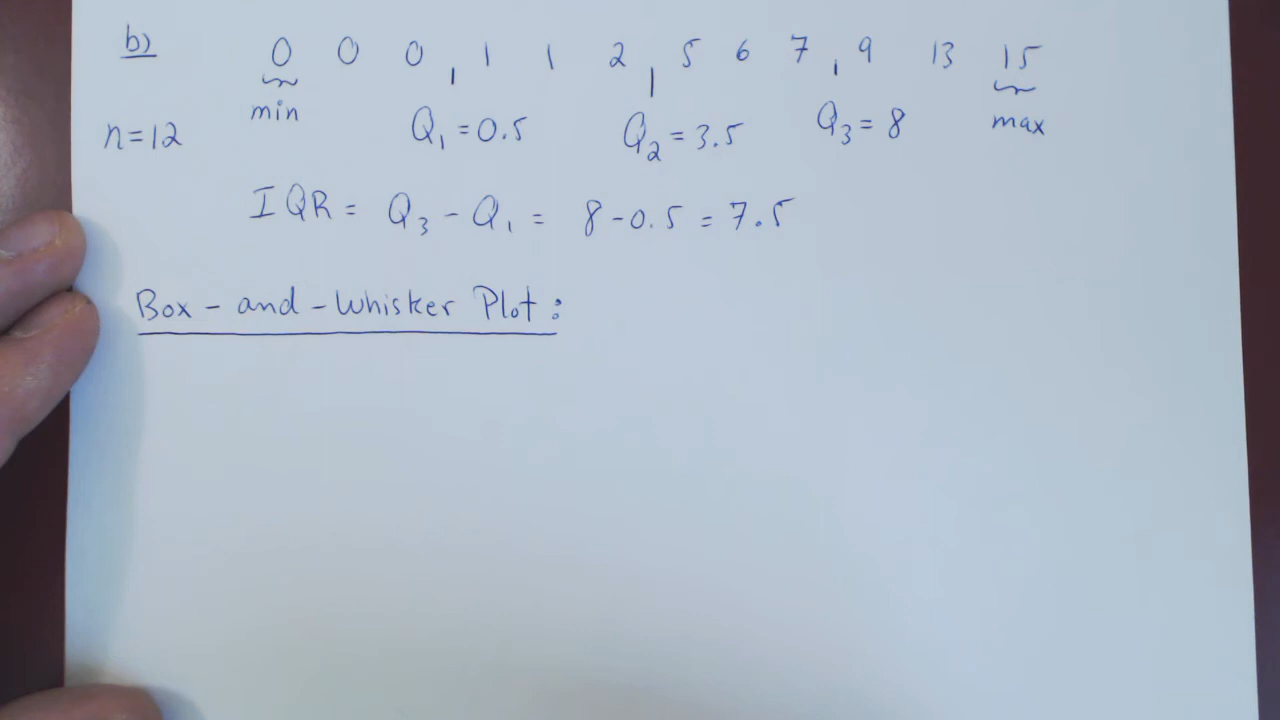 b) 0 0 0 , 1 1 2 | 5 6 7 , 9 13 15
min max
n=12 Q₁ = 0.5 Q₂ = 3.5 Q₃ = 8
IQR = Q₃ - Q₁ = 8 - 0.5 = 7.5
Box-and-Whisker Plot: